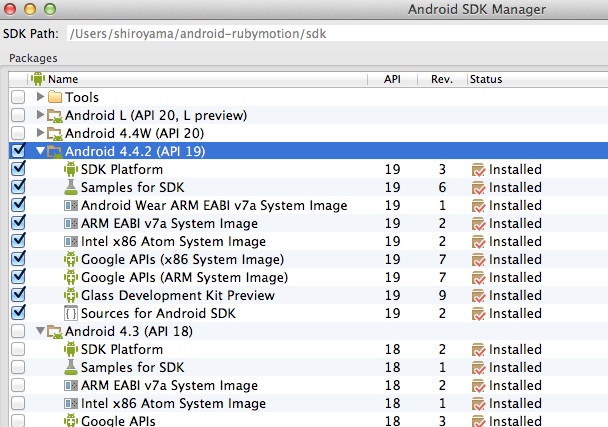 Android SDK Manager
SDK Path: /Users/shiroyama/android-rubymotion/sdk
Packages
Name API Rev. Status
Tools
Android L (API 20, L preview)
Android 4.4W (API 20)
Android 4.4.2 (API 19)
SDK Platform 19 3 Installed
Samples for SDK 19 6 Installed
Android Wear ARM EABI v7a System Image 19 1 Installed
ARM EABI v7a System Image 19 2 Installed
Intel x86 Atom System Image 19 2 Installed
Google APIs (x86 System Image) 19 7 Installed
Google APIs (ARM System Image) 19 7 Installed
Glass Development Kit Preview 19 9 Installed
Sources for Android SDK 19 2 Installed
Android 4.3 (API 18)
SDK Platform 18 2 Installed
Samples for SDK 18 1 Installed
ARM EABI v7a System Image 18 2 Installed
Intel x86 Atom System Image 18 1 Installed
Google APIs 18 3 Installed